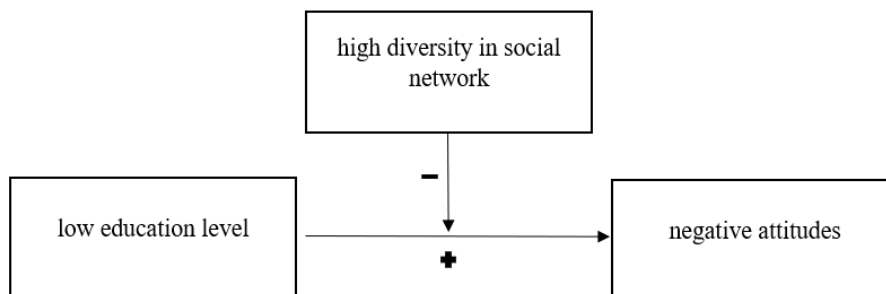 high diversity in social
network
–
low education level
negative attitudes
+